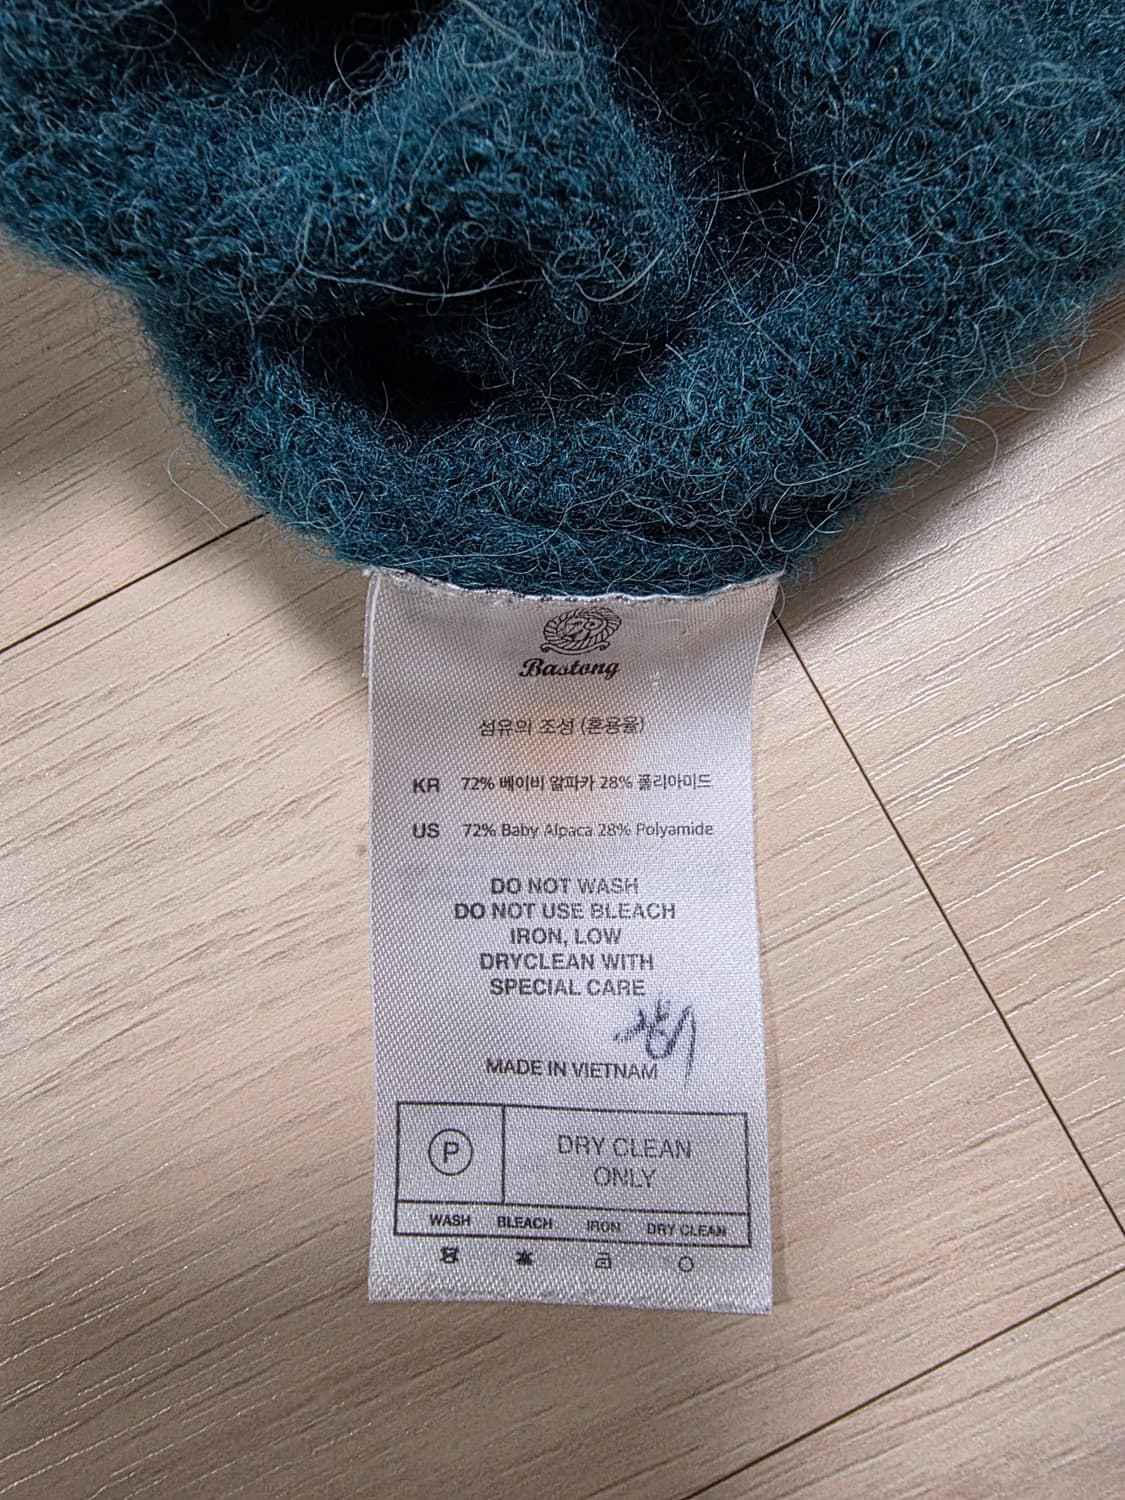 Bastong
섬유의 조성 (혼용율)
KR 72% 베이비 알파카 28% 폴리아미드
US 72% Baby Alpaca 28% Polyamide
DO NOT WASH
DO NOT USE BLEACH
IRON, LOW
DRYCLEAN WITH
SPECIAL CARE
MADE IN VIETNAM
P
DRY CLEAN
ONLY
WASH BLEACH IRON DRY CLEAN